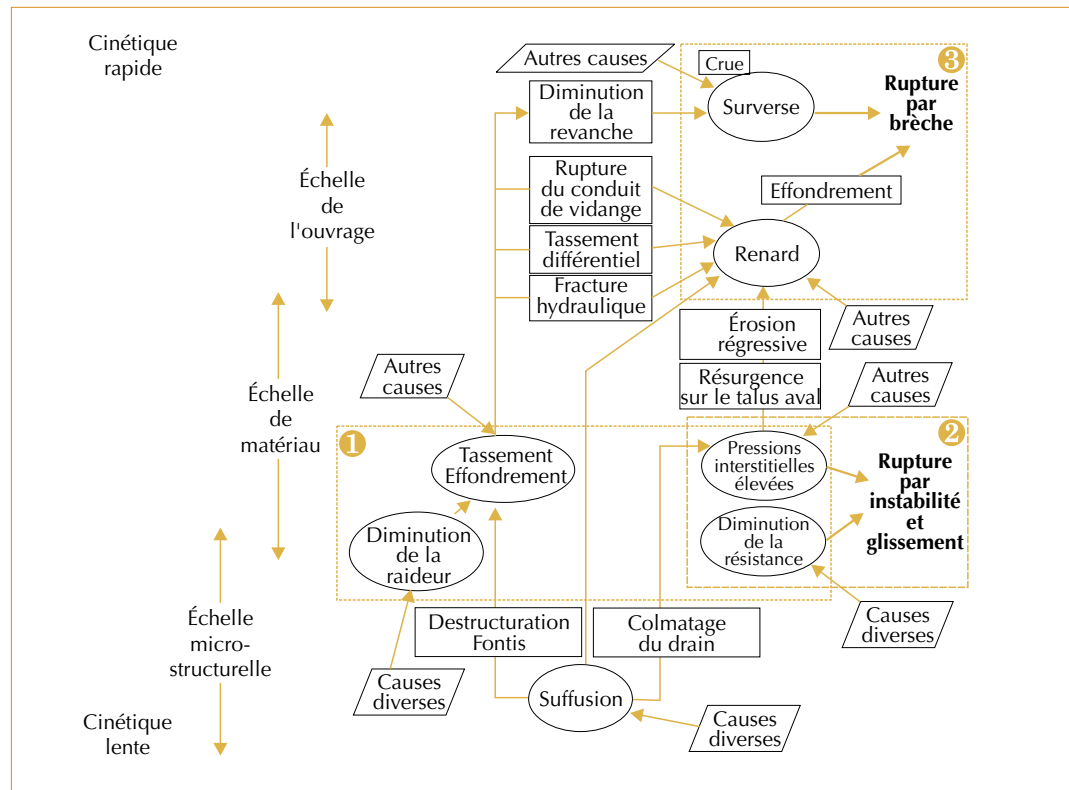 Cinétique
rapide
Autres causes
Crue
❸
Diminution
de la
revanche
Surverse
Rupture
par
brèche
Échelle
de
l'ouvrage
Rupture
du conduit
de vidange
Effondrement
Tassement
différentiel
Renard
Fracture
hydraulique
Érosion
régressive
Autres
causes
Autres
causes
Résurgence
sur le talus aval
Autres
causes
Échelle
de
matériau
❶
Tassement
Effondrement
Pressions
interstitielles
élevées
❷
Rupture
par
instabilité
et
glissement
Diminution
de la
raideur
Diminution
de la
résistance
Échelle
micro-
structurelle
Destructuration
Fontis
Colmatage
du drain
Causes
diverses
Causes
diverses
Suffusion
Causes
diverses
Cinétique
lente